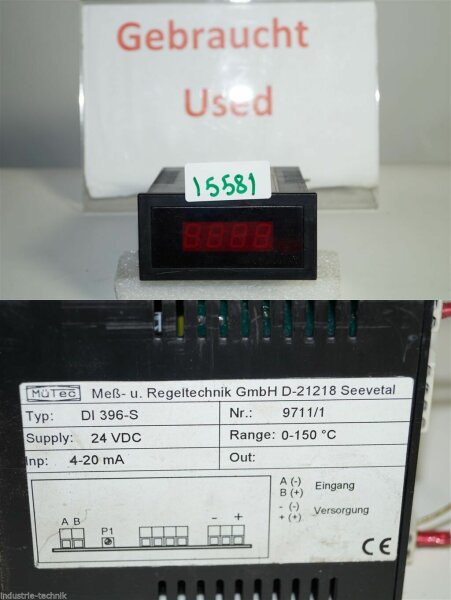 Gebraucht
Used
15581
8888
MüTec Meß- u. Regeltechnik GmbH D-21218 Seevetal
Typ: DI 396-S Nr.: 9711/1
Supply: 24 VDC Range: 0-150 °C
Inp: 4-20 mA Out:
A B P1 - +
A (-) Eingang
B (+)
- (-) Versorgung
+ (+)
CE
industrie-technik